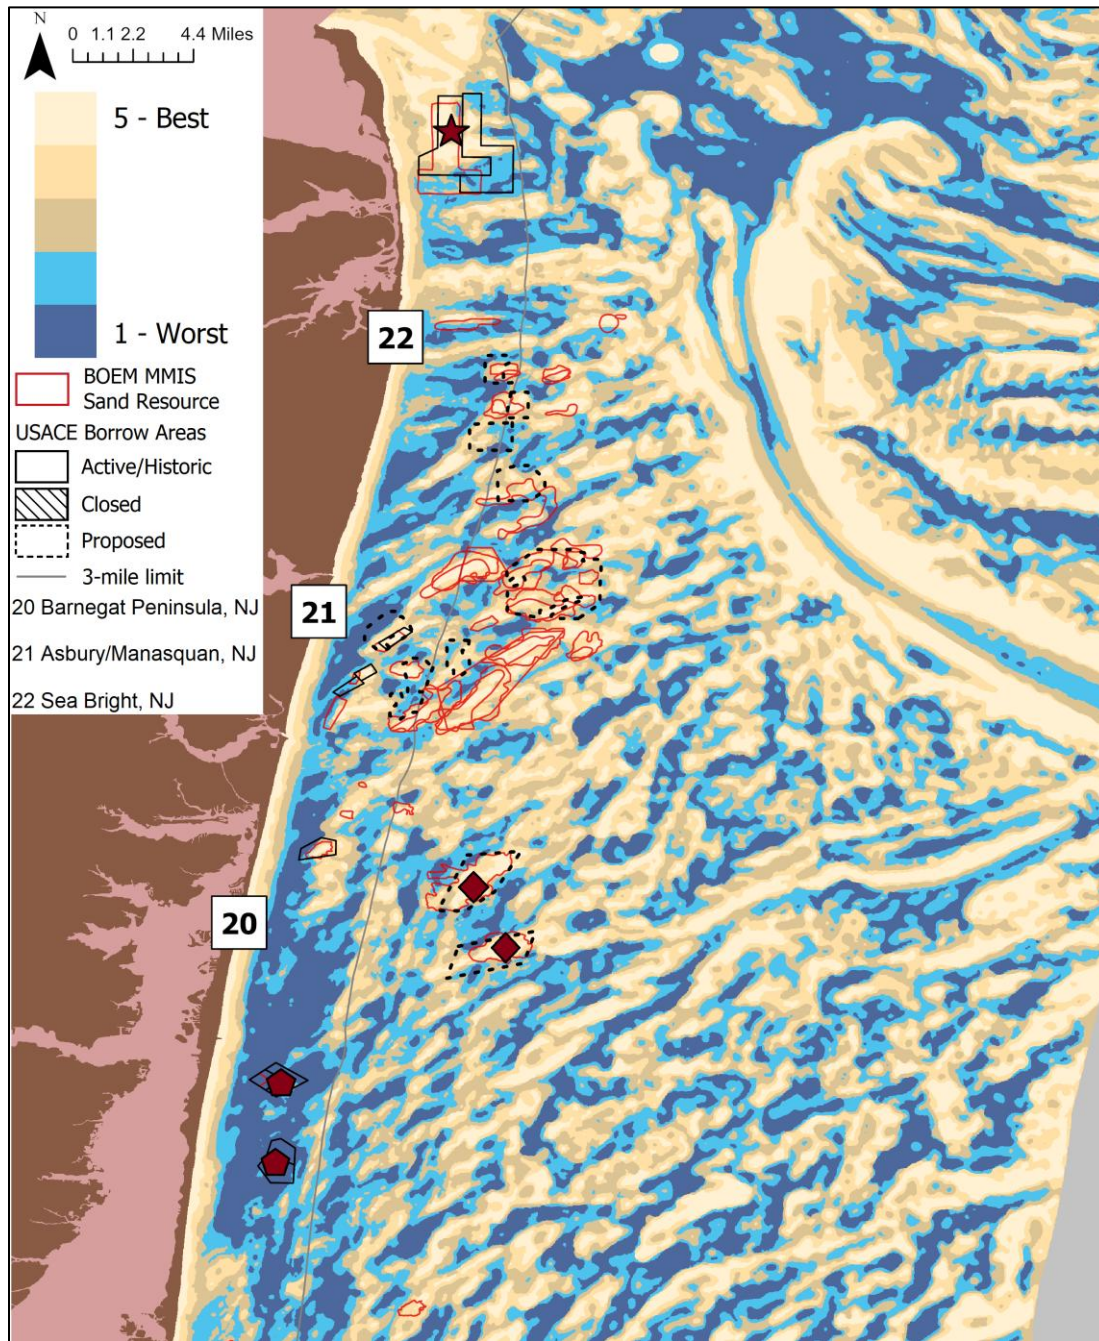 N
0 1.1 2.2 4.4 Miles
5 - Best
1 - Worst
BOEM MMIS
Sand Resource
USACE Borrow Areas
Active/Historic
Closed
Proposed
3-mile limit
20 Barnegat Peninsula, NJ
21 Asbury/Manasquan, NJ
22 Sea Bright, NJ
22
21
20